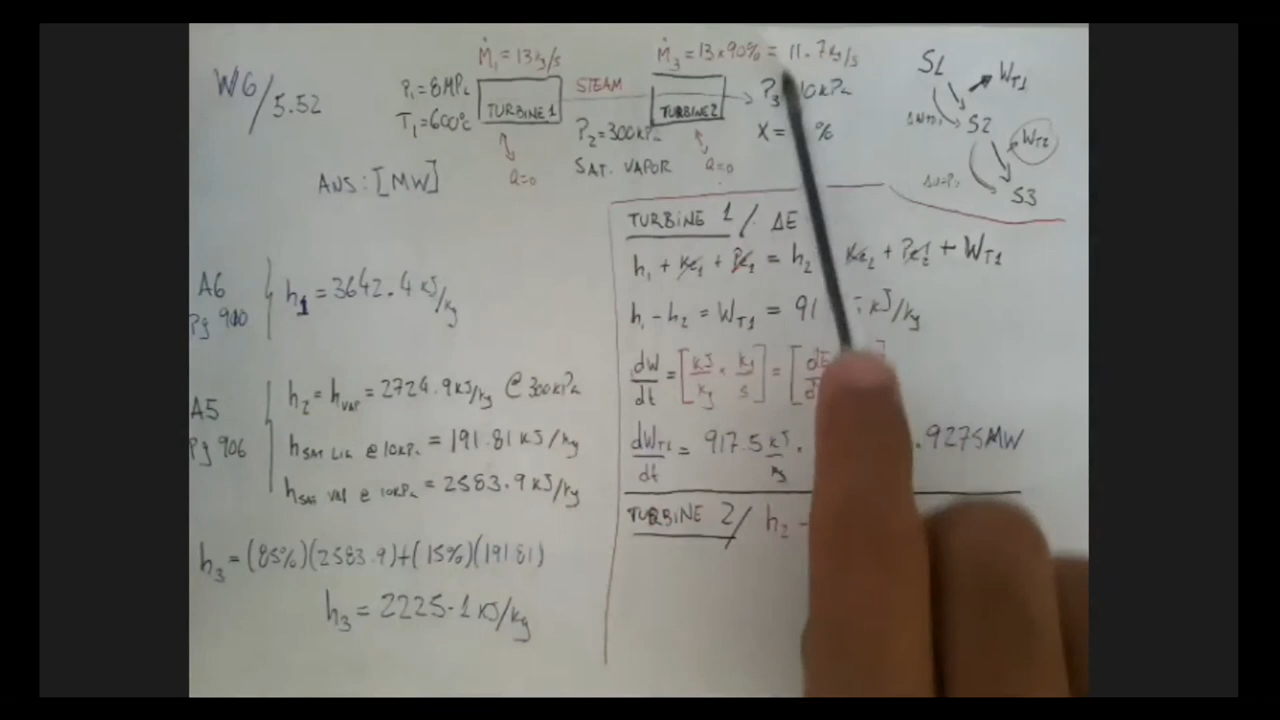 W6/5.52
Ṁ₁ = 13kg/s
Ṁ₃ = 13 x 90% = 11.7kg/s
P₁ = 8MPa
T₁ = 600°C
TURBINE 1
STEAM
TURBINE 2
P₂ = 300kPa
SAT. VAPOR
P₃ 10kPa
X = %
Q=0
Q=0
S1
WT1
S2
WT2
S3
ANS: [MW]
A6
Pg 900
h₁ = 3642.4 kJ/kg
A5
Pg 906
h₂ = hVAP = 2724.9 kJ/kg @ 300kPa
hSAT LIQ @ 10kPa = 191.81 kJ/kg
hSAT VAP @ 10kPa = 2583.9 kJ/kg
h₃ = (85%)(2583.9)+(15%)(191.81)
h₃ = 2225.1 kJ/kg
TURBINE 1 / ΔE
h₁ + Ke₁ + Pe₁ = h₂ Ke₂ + Pe₂ + WT1
h₁ - h₂ = WT1 = 91 kJ/kg
dW/dt = [kJ/kg · kg/s] = [dE
dWT1/dt = 917.5 kJ/kg · .9275MW
TURBINE 2 / h₂ -